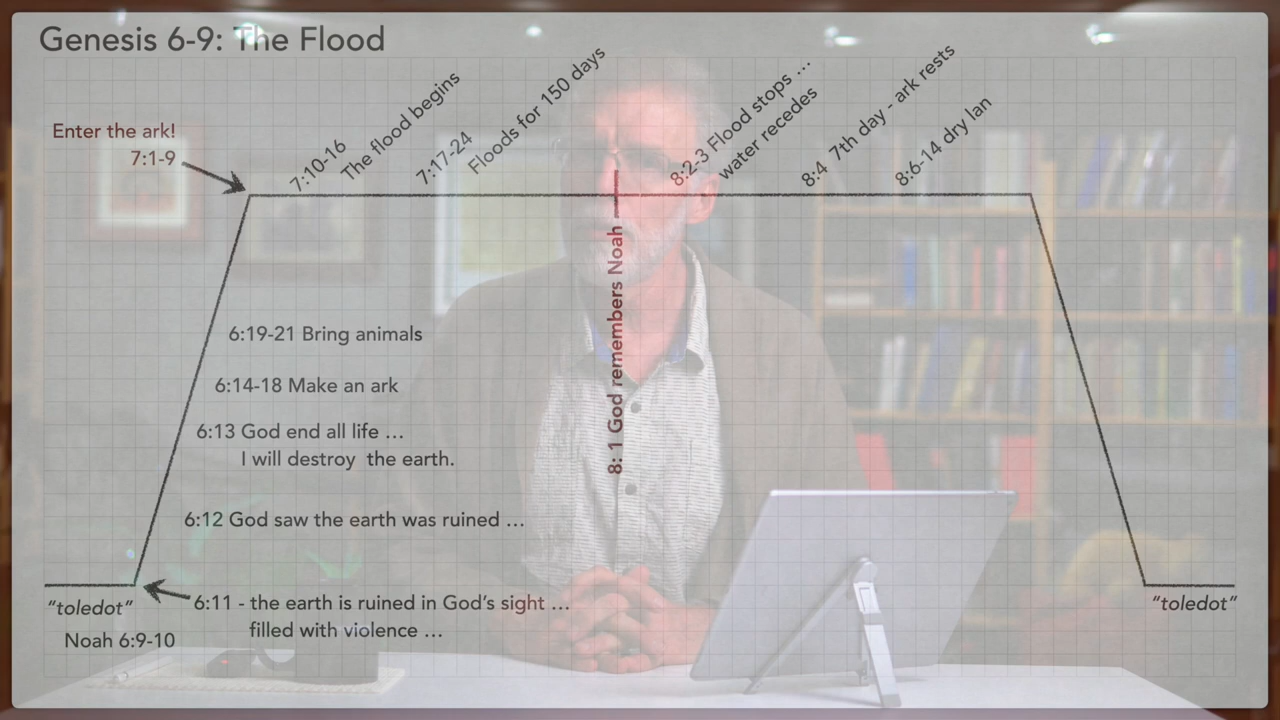 Genesis 6-9: The Flood
Enter the ark!
7:1-9
7:10-16
The flood begins
7:17-24
Floods for 150 days
8: 1 God remembers Noah
8:2-3 Flood stops …
water recedes
8:4 7th day - ark rests
8:6-14 dry lan
6:19-21 Bring animals
6:14-18 Make an ark
6:13 God end all life …
I will destroy the earth.
6:12 God saw the earth was ruined …
6:11 - the earth is ruined in God’s sight …
filled with violence …
“toledot”
Noah 6:9-10
“toledot”